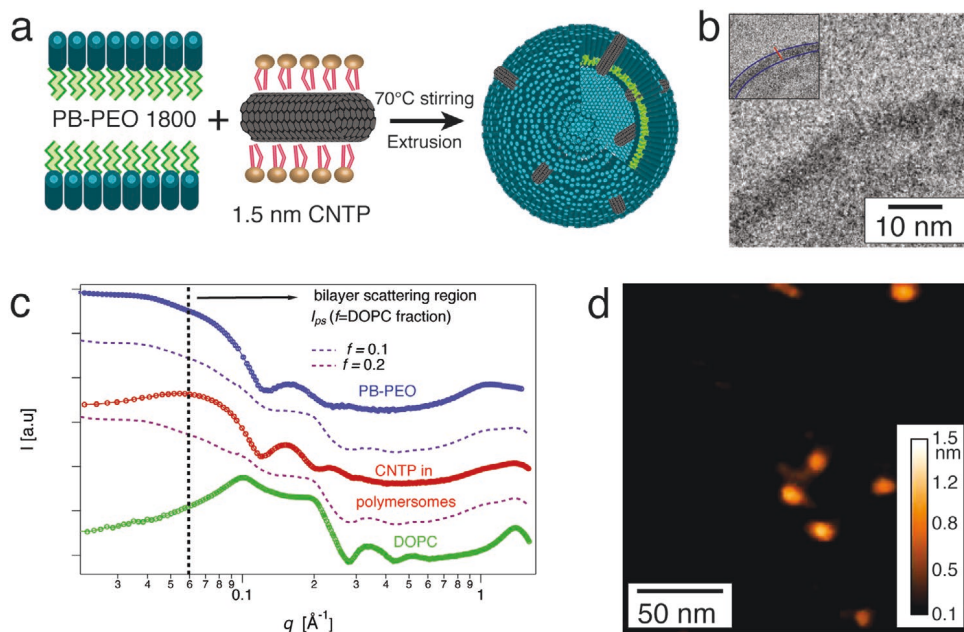 a
PB-PEO 1800
+
1.5 nm CNTP
70°C stirring
Extrusion
b
10 nm
c
bilayer scattering region
I_ps (f=DOPC fraction)
f = 0.1
f = 0.2
PB-PEO
CNTP in
polymersomes
DOPC
I [a.u]
3 4 5 6 7 8 9 0.1 2 3 4 5 6 7 8 9 1
q [Å⁻¹]
d
50 nm
1.5
nm
1.2
0.8
0.4
0.1